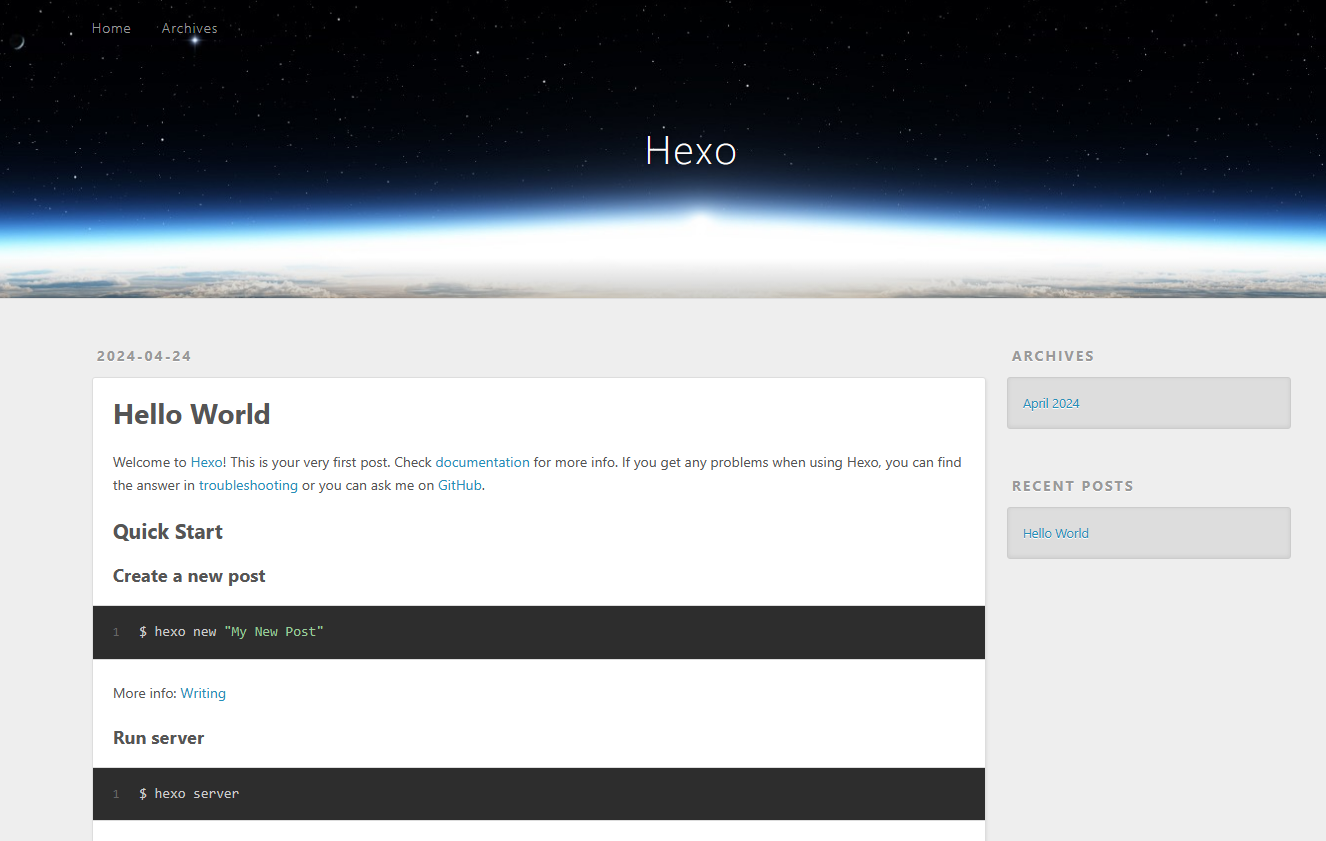 Home Archives
Hexo
2024-04-24
Hello World
Welcome to Hexo! This is your very first post. Check documentation for more info. If you get any problems when using Hexo, you can find
the answer in troubleshooting or you can ask me on GitHub.
Quick Start
Create a new post
1 $ hexo new "My New Post"
More info: Writing
Run server
1 $ hexo server
ARCHIVES
April 2024
RECENT POSTS
Hello World